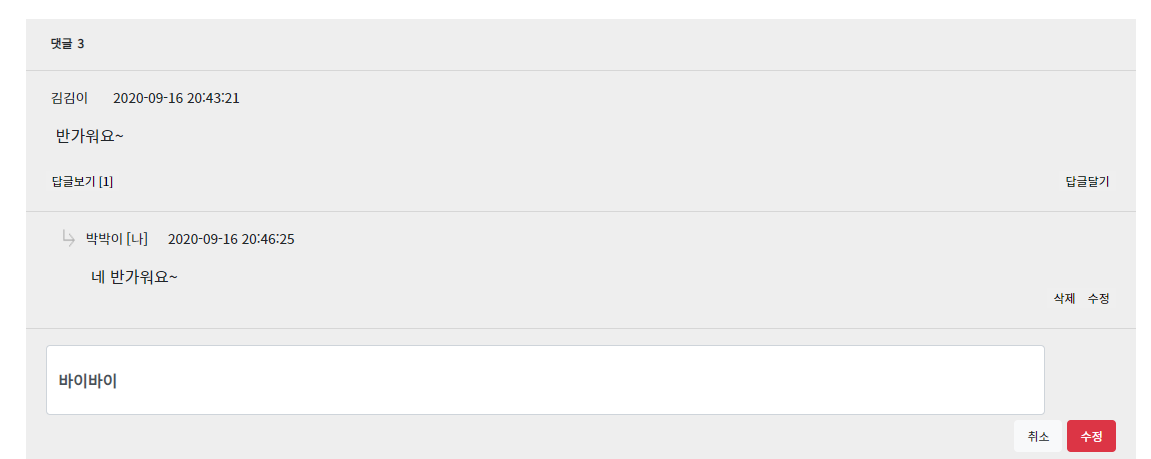 댓글 3
김김이 2020-09-16 20:43:21
반가워요~
답글보기 [1] 답글달기
박박이 [나] 2020-09-16 20:46:25
네 반가워요~
삭제 수정
바이바이
취소 수정